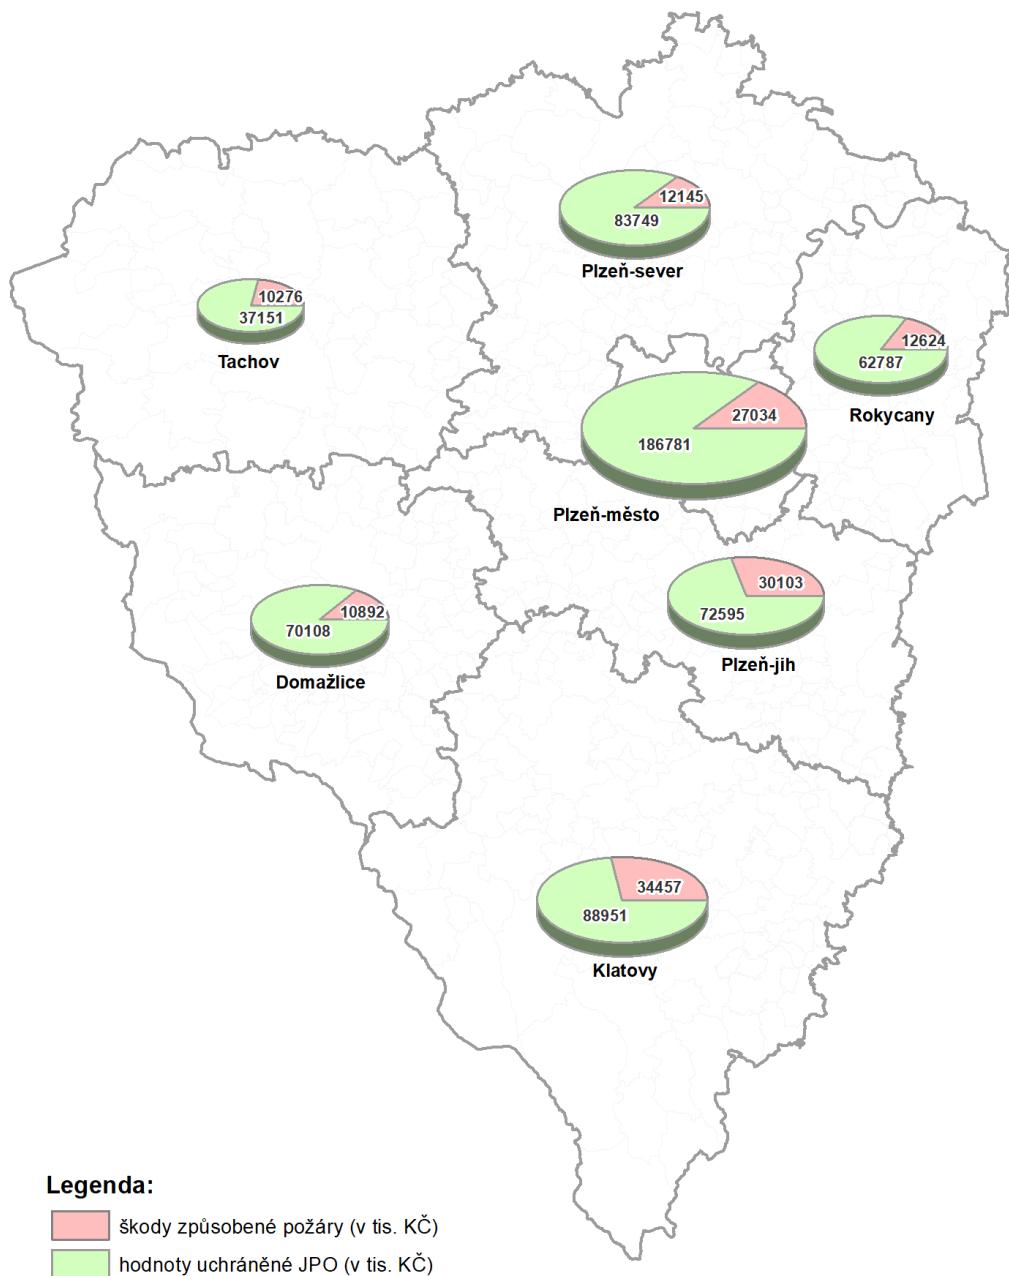 12145
83749
Plzeň-sever
10276
37151
Tachov
12624
62787
Rokycany
27034
186781
Plzeň-město
30103
72595
Plzeň-jih
10892
70108
Domažlice
34457
88951
Klatovy
Legenda:
škody způsobené požáry (v tis. KČ)
hodnoty uchráněné JPO (v tis. KČ)